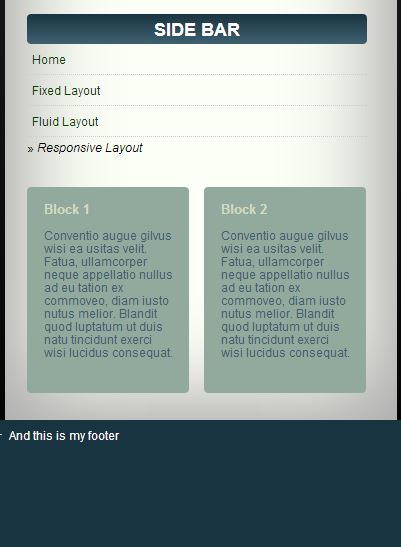 SIDE BAR
Home
Fixed Layout
Fluid Layout
» Responsive Layout
Block 1
Conventio augue gilvus
wisi ea usitas velit.
Fatua, ullamcorper
neque appellatio nullus
ad eu tation ex
commoveo, diam iusto
nutus melior. Blandit
quod luptatum ut duis
natu tincidunt exerci
wisi lucidus consequat.
Block 2
Conventio augue gilvus
wisi ea usitas velit.
Fatua, ullamcorper
neque appellatio nullus
ad eu tation ex
commoveo, diam iusto
nutus melior. Blandit
quod luptatum ut duis
natu tincidunt exerci
wisi lucidus consequat.
And this is my footer